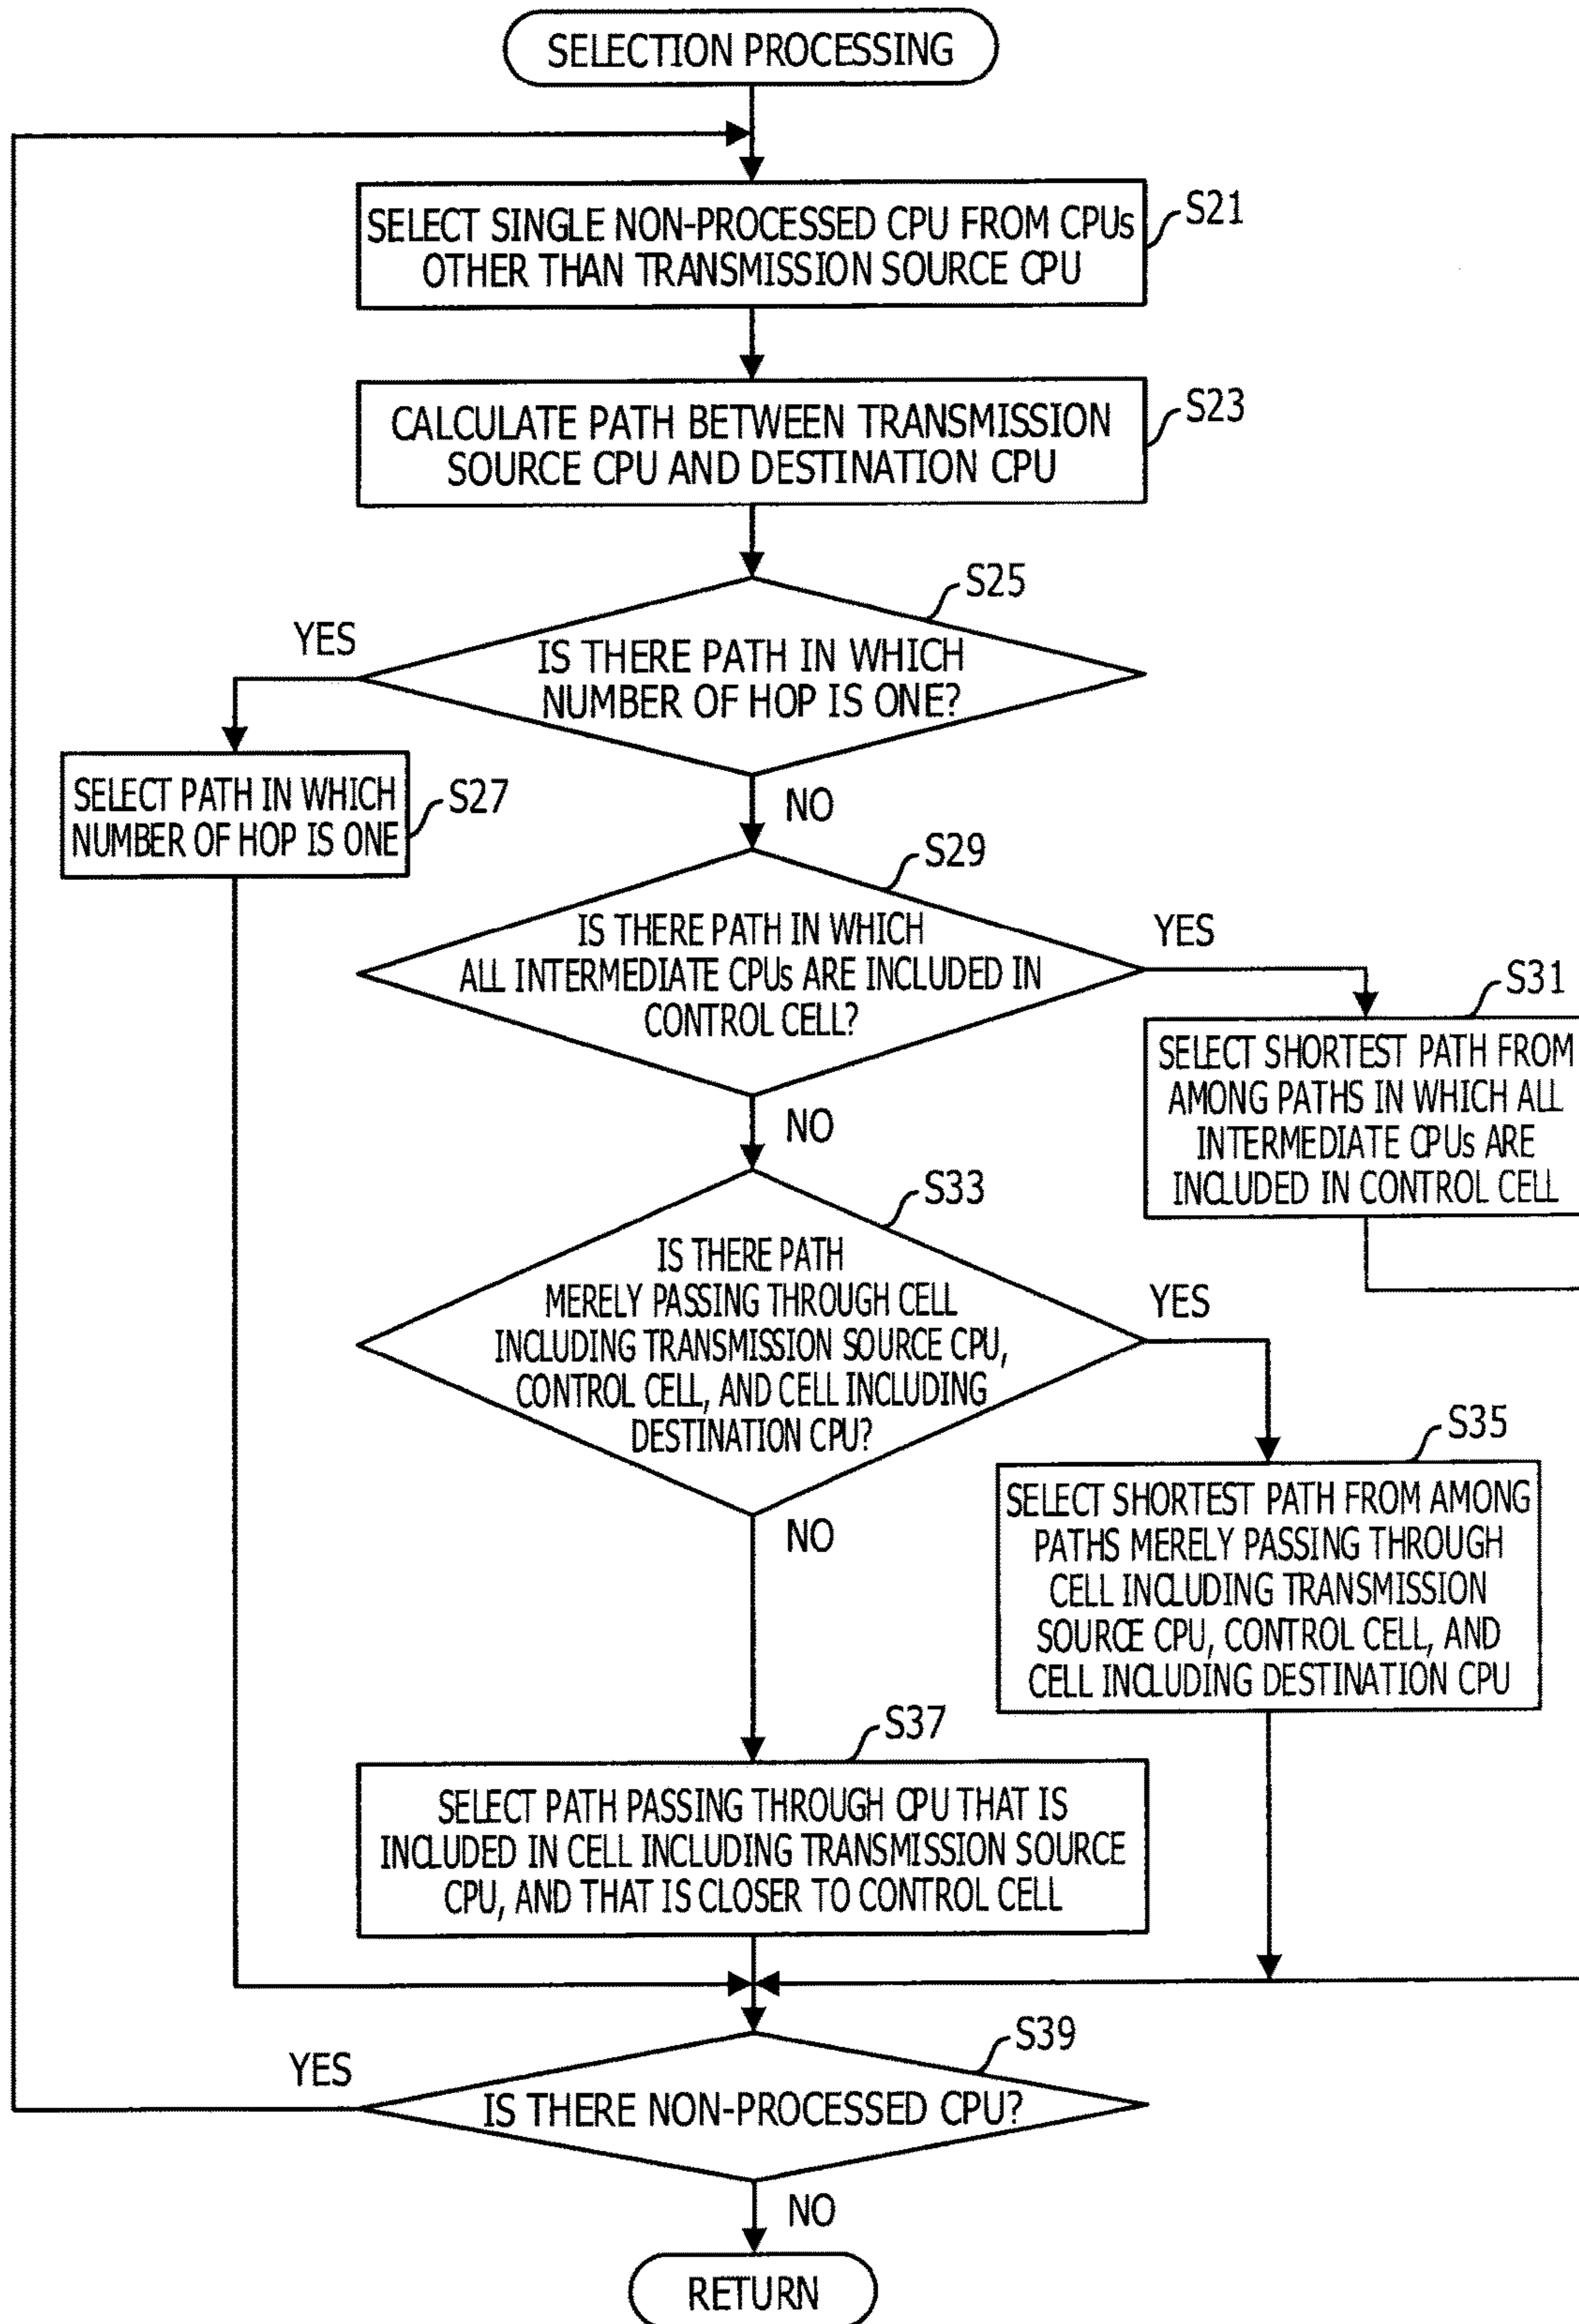 SELECTION PROCESSING
SELECT SINGLE NON-PROCESSED CPU FROM CPUs
OTHER THAN TRANSMISSION SOURCE CPU
S21
CALCULATE PATH BETWEEN TRANSMISSION
SOURCE CPU AND DESTINATION CPU
S23
S25
YES
IS THERE PATH IN WHICH
NUMBER OF HOP IS ONE?
SELECT PATH IN WHICH
NUMBER OF HOP IS ONE
S27
NO
S29
IS THERE PATH IN WHICH
ALL INTERMEDIATE CPUs ARE INCLUDED IN
CONTROL CELL?
YES
S31
SELECT SHORTEST PATH FROM
AMONG PATHS IN WHICH ALL
INTERMEDIATE CPUs ARE
INCLUDED IN CONTROL CELL
NO
S33
IS THERE PATH
MERELY PASSING THROUGH CELL
INCLUDING TRANSMISSION SOURCE CPU,
CONTROL CELL, AND CELL INCLUDING
DESTINATION CPU?
YES
S35
SELECT SHORTEST PATH FROM AMONG
PATHS MERELY PASSING THROUGH
CELL INCLUDING TRANSMISSION
SOURCE CPU, CONTROL CELL, AND
CELL INCLUDING DESTINATION CPU
NO
S37
SELECT PATH PASSING THROUGH CPU THAT IS
INCLUDED IN CELL INCLUDING TRANSMISSION SOURCE
CPU, AND THAT IS CLOSER TO CONTROL CELL
S39
YES
IS THERE NON-PROCESSED CPU?
NO
RETURN